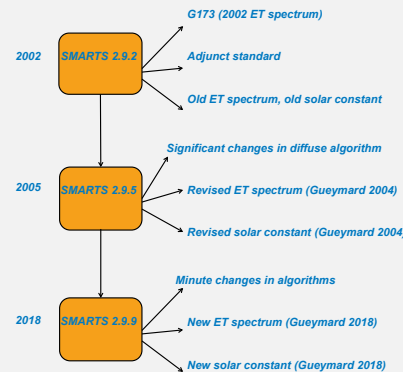 G173 (2002 ET spectrum)
2002
SMARTS 2.9.2
Adjunct standard
Old ET spectrum, old solar constant
Significant changes in diffuse algorithm
2005
SMARTS 2.9.5
Revised ET spectrum (Gueymard 2004)
Revised solar constant (Gueymard 2004)
Minute changes in algorithms
2018
SMARTS 2.9.9
New ET spectrum (Gueymard 2018)
New solar constant (Gueymard 2018)